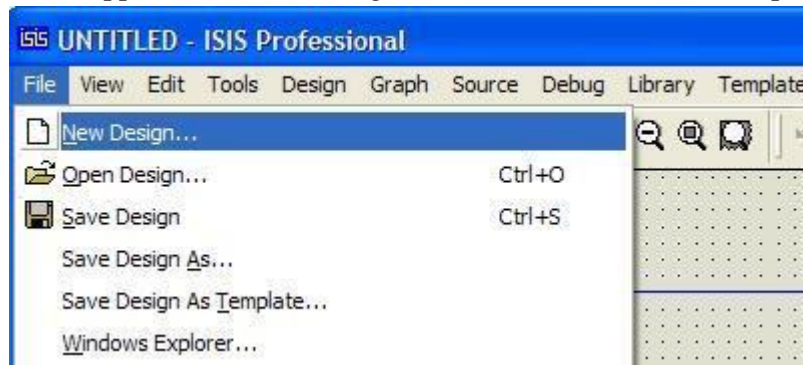 isis UNTITLED - ISIS Professional
File View Edit Tools Design Graph Source Debug Library Template
New Design...
Open Design... Ctrl+O
Save Design Ctrl+S
Save Design As...
Save Design As Template...
Windows Explorer...